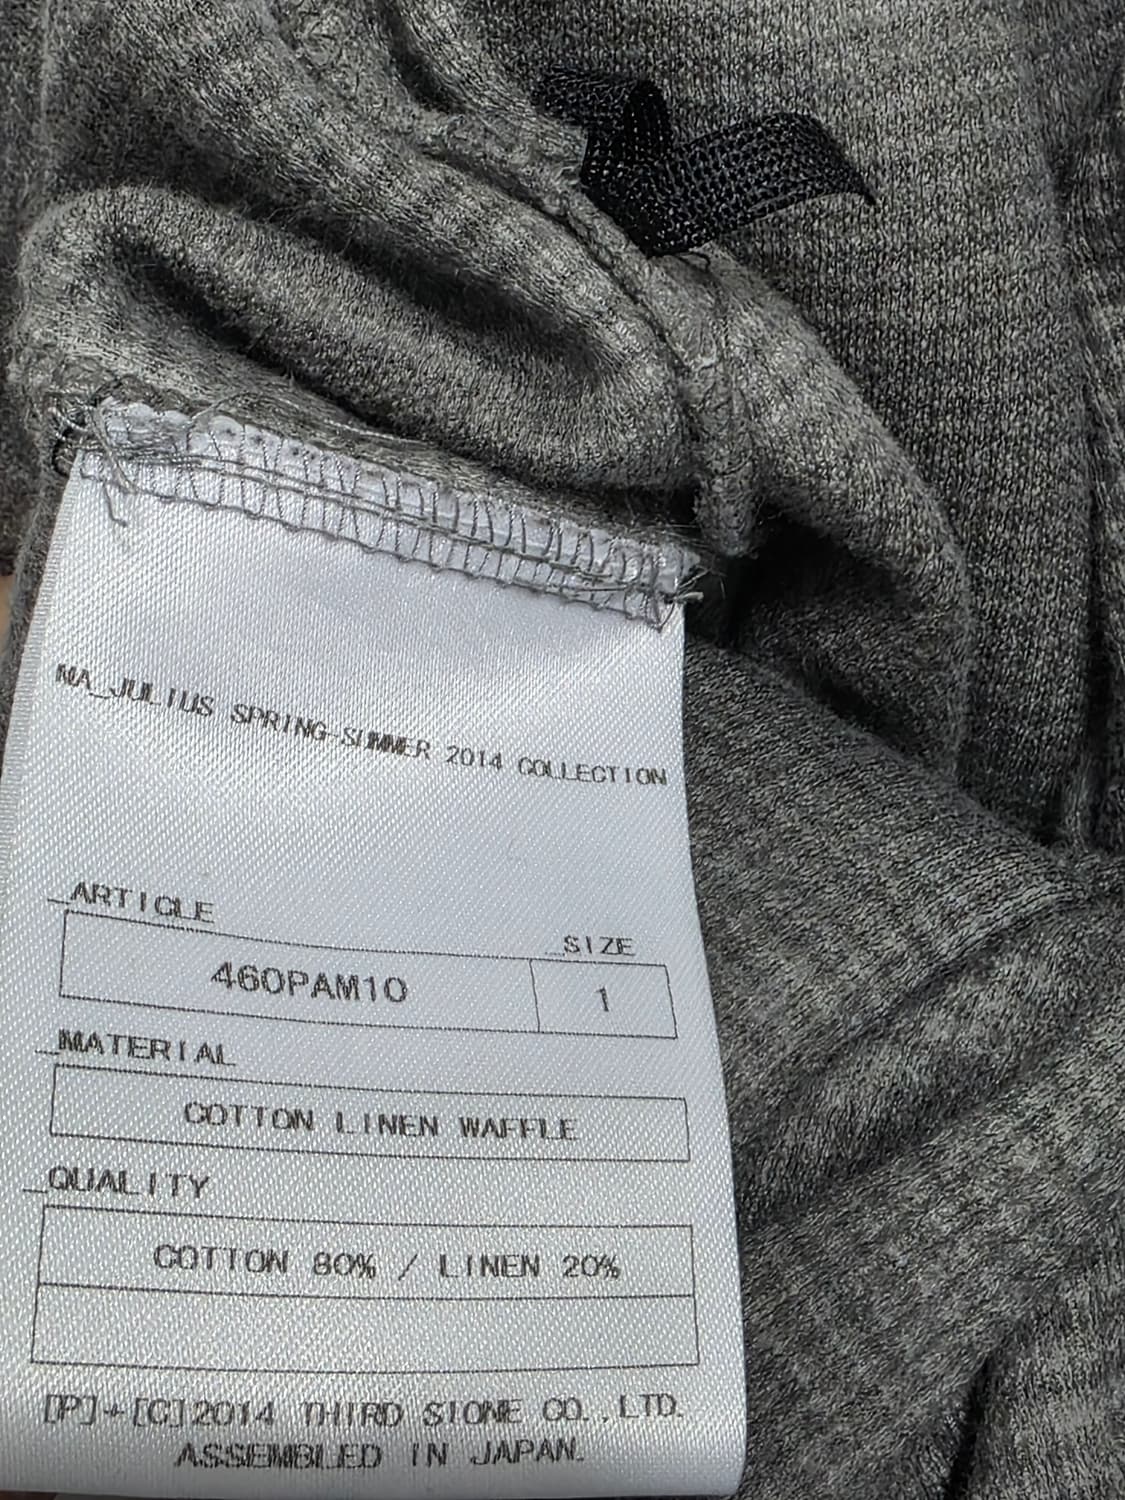 MA_JULIUS SPRING-SUMMER 2014 COLLECTION
_ARTICLE
_SIZE
460PAM10
1
_MATERIAL
COTTON LINEN WAFFLE
_QUALITY
COTTON 80% / LINEN 20%
[P]+[C]2014 THIRD STONE CO.,LTD.
ASSEMBLED IN JAPAN.